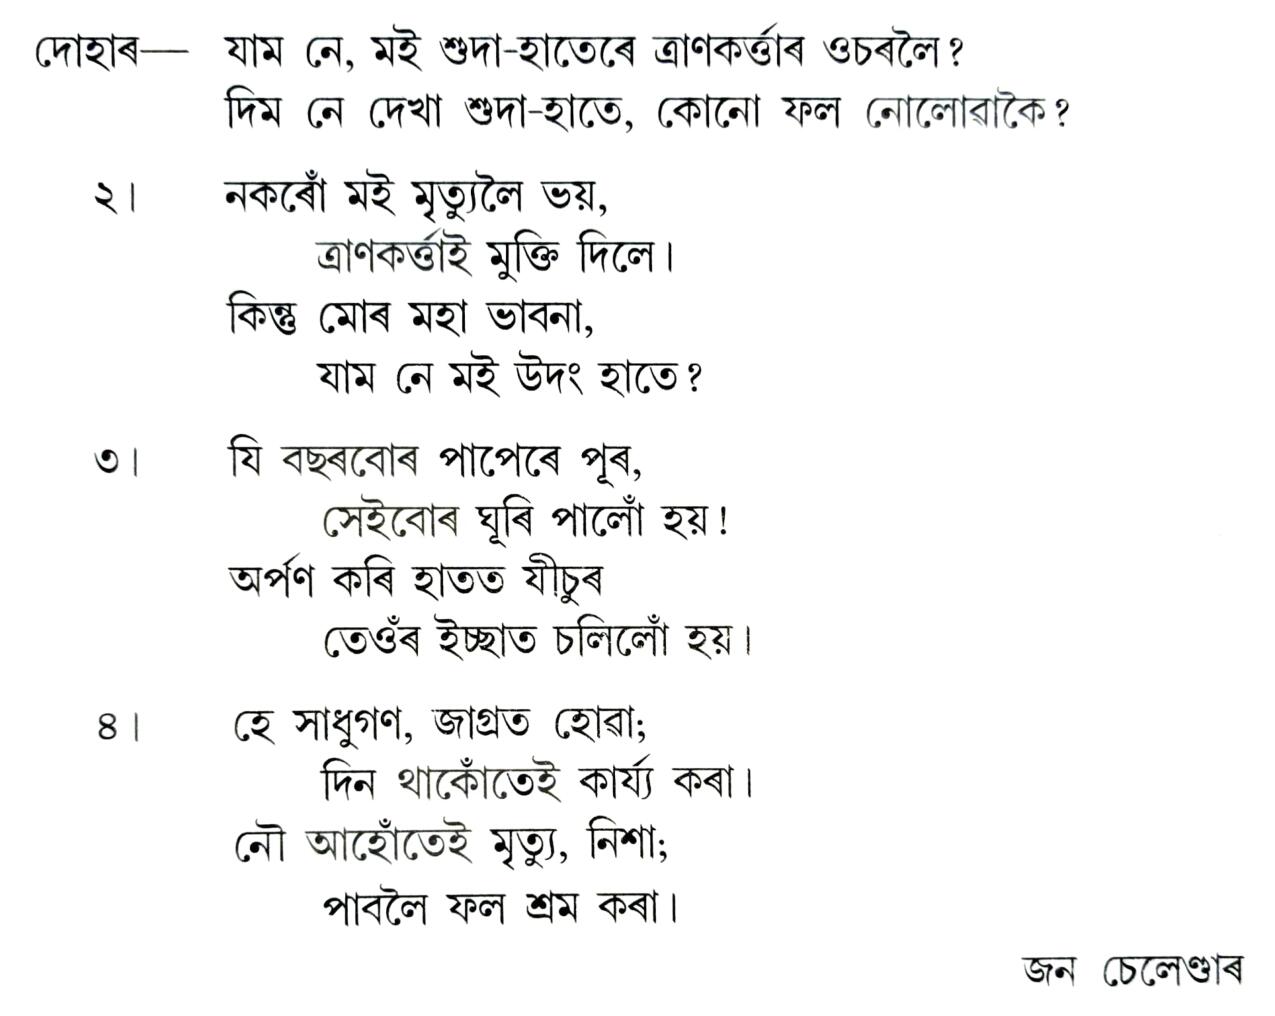 দোহাৰ— যাম নে, মই শুদা-হাতেৰে ত্ৰাণকৰ্ত্তাৰ ওচৰলৈ?
দিম নে দেখা শুদা-হাতে, কোনো ফল নোলোৱাকৈ?
২। নকৰোঁ মই মৃত্যুলৈ ভয়,
ত্ৰাণকৰ্ত্তাই মুক্তি দিলে।
কিন্তু মোৰ মহা ভাবনা,
যাম নে মই উদং হাতে?
৩। যি বছৰবোৰ পাপেৰে পূৰ,
সেইবোৰ ঘূৰি পালোঁ হয়!
অৰ্পণ কৰি হাতত যীচুৰ
তেওঁৰ ইচ্ছাত চলিলোঁ হয়।
৪। হে সাধুগণ, জাগ্ৰত হোৱা;
দিন থাকোঁতেই কাৰ্য্য কৰা।
নৌ আহোঁতেই মৃত্যু, নিশা;
পাবলৈ ফল শ্ৰম কৰা।
জন চেলেণ্ডাৰ